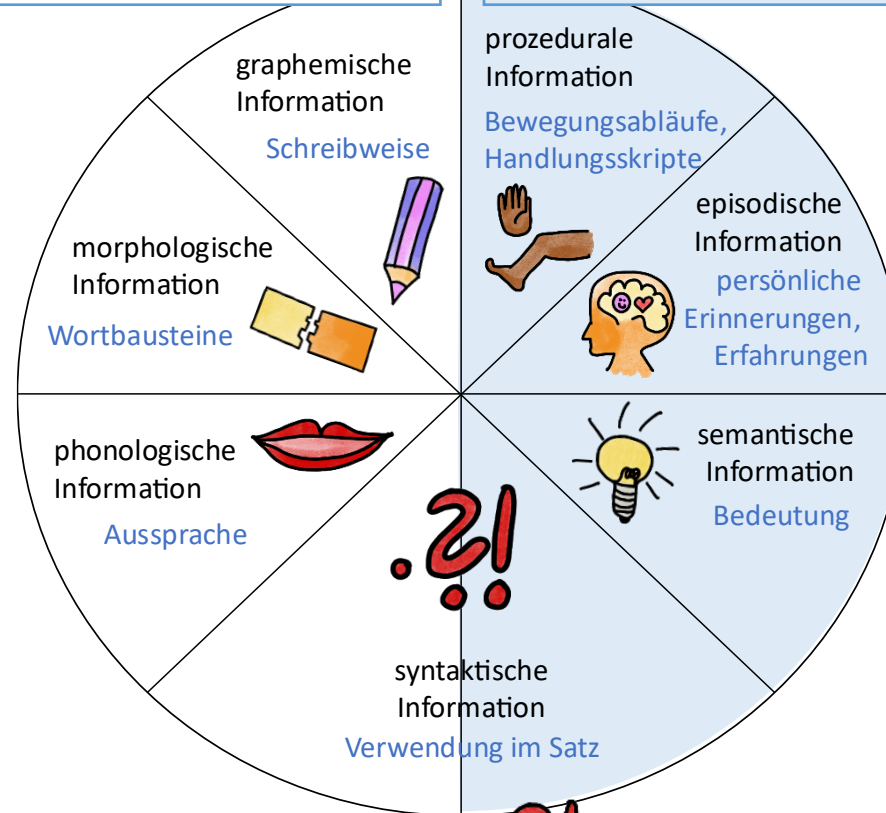 graphemische
Information
Schreibweise
prozedurale
Information
Bewegungsabläufe,
Handlungsskripte
episodische
Information
persönliche
Erinnerungen,
Erfahrungen
morphologische
Information
Wortbausteine
phonologische
Information
Aussprache
.?!
semantische
Information
Bedeutung
syntaktische
Information
Verwendung im Satz